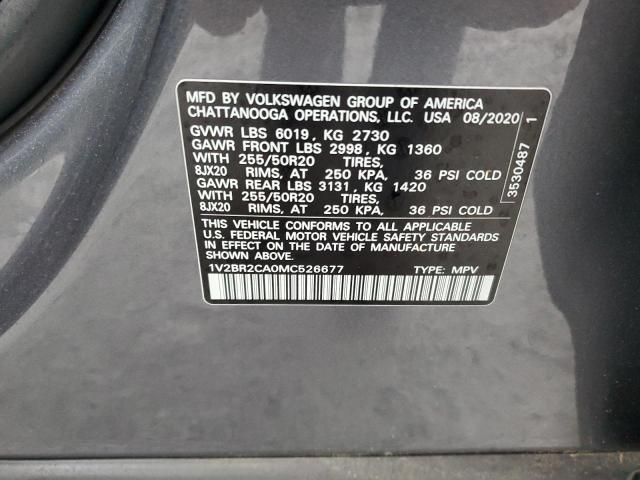 MFD BY VOLKSWAGEN GROUP OF AMERICA
CHATTANOOGA OPERATIONS, LLC. USA 08/2020
GVWR LBS 6019, KG 2730
GAWR FRONT LBS 2998, KG 1360
WITH 255/50R20 TIRES,
8JX20 RIMS, AT 250 KPA, 36 PSI COLD
GAWR REAR LBS 3131, KG 1420
WITH 255/50R20 TIRES,
8JX20 RIMS, AT 250 KPA, 36 PSI COLD
THIS VEHICLE CONFORMS TO ALL APPLICABLE
U.S. FEDERAL MOTOR VEHICLE SAFETY STANDARDS
IN EFFECT ON THE DATE OF MANUFACTURE
SHOWN ABOVE.
1V2BR2CA0MC526677 TYPE: MPV
3530487 1